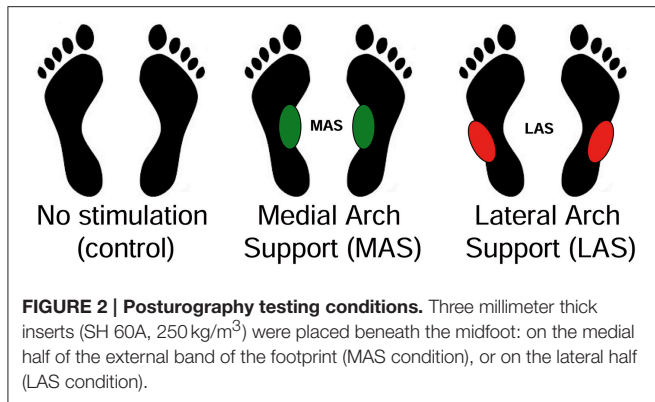 MAS
LAS
No stimulation
(control)
Medial Arch
Support (MAS)
Lateral Arch
Support (LAS)
FIGURE 2 | Posturography testing conditions. Three millimeter thick
inserts (SH 60A, 250 kg/m³) were placed beneath the midfoot: on the medial
half of the external band of the footprint (MAS condition), or on the lateral half
(LAS condition).